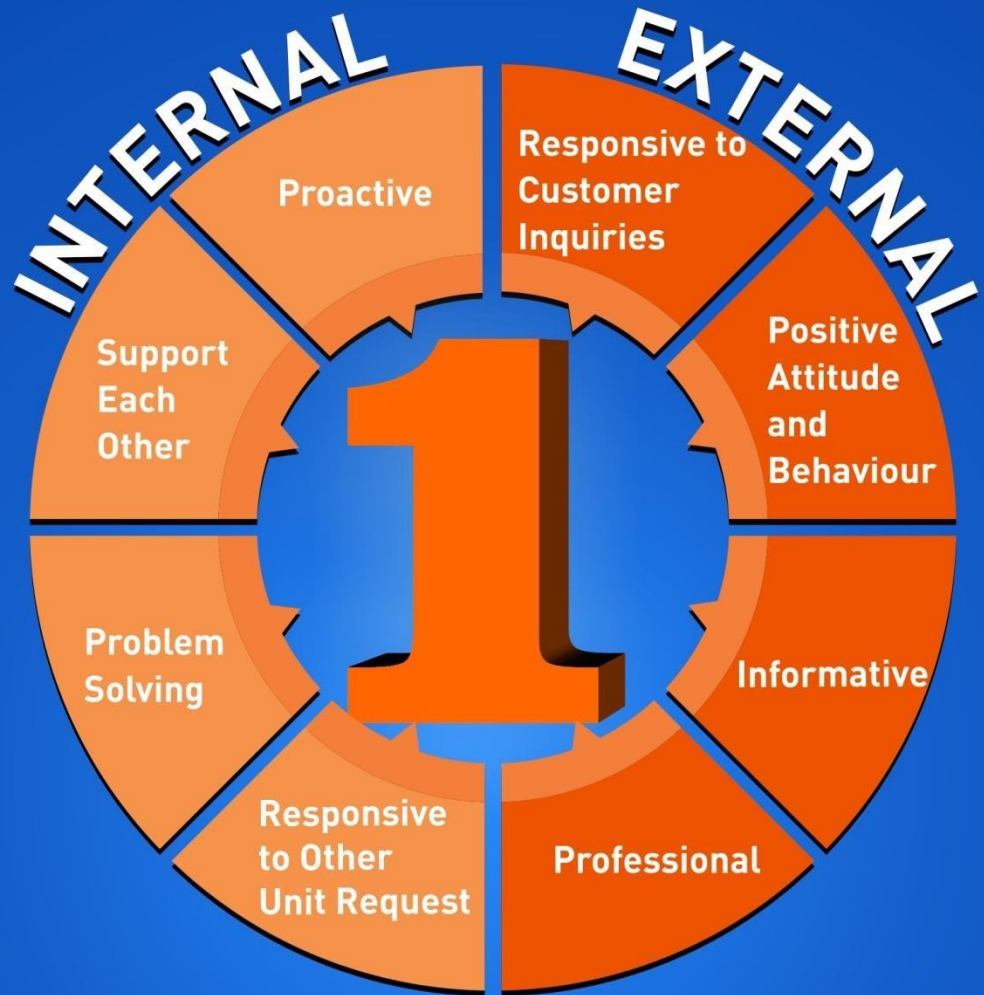 INTERNAL
EXTERNAL
Proactive
Responsive to
Customer
Inquiries
Support
Each
Other
Positive
Attitude
and
Behaviour
1
Problem
Solving
Informative
Responsive
to Other
Unit Request
Professional